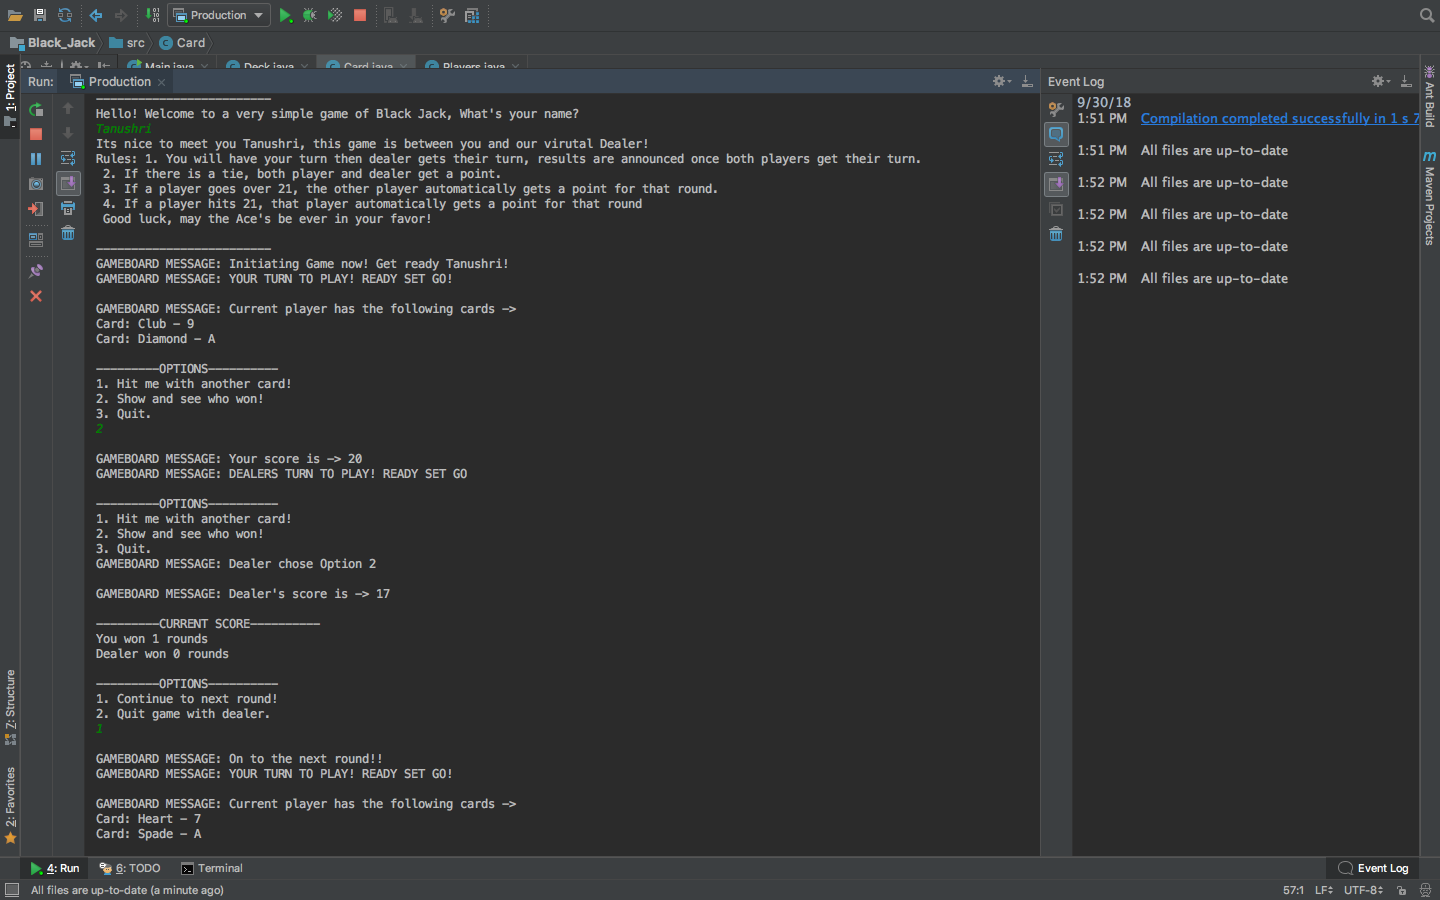 Production
Black_Jack
src
Card
Main.java
Deck.java
Card.java
Players.java
Run:
Production
Event Log
1: Project
7: Structure
2: Favorites
Ant Build
Maven Projects
————————————————————————
Hello! Welcome to a very simple game of Black Jack, What's your name?
Tanushri
Its nice to meet you Tanushri, this game is between you and our virutal Dealer!
Rules: 1. You will have your turn then dealer gets their turn, results are announced once both players get their turn.
2. If there is a tie, both player and dealer get a point.
3. If a player goes over 21, the other player automatically gets a point for that round.
4. If a player hits 21, that player automatically gets a point for that round
Good luck, may the Ace's be ever in your favor!
————————————————————————
GAMEBOARD MESSAGE: Initiating Game now! Get ready Tanushri!
GAMEBOARD MESSAGE: YOUR TURN TO PLAY! READY SET GO!
GAMEBOARD MESSAGE: Current player has the following cards —>
Card: Club — 9
Card: Diamond — A
—————————OPTIONS——————————
1. Hit me with another card!
2. Show and see who won!
3. Quit.
2
GAMEBOARD MESSAGE: Your score is —> 20
GAMEBOARD MESSAGE: DEALERS TURN TO PLAY! READY SET GO
—————————OPTIONS——————————
1. Hit me with another card!
2. Show and see who won!
3. Quit.
GAMEBOARD MESSAGE: Dealer chose Option 2
GAMEBOARD MESSAGE: Dealer's score is —> 17
—————————CURRENT SCORE——————————
You won 1 rounds
Dealer won 0 rounds
—————————OPTIONS——————————
1. Continue to next round!
2. Quit game with dealer.
1
GAMEBOARD MESSAGE: On to the next round!!
GAMEBOARD MESSAGE: YOUR TURN TO PLAY! READY SET GO!
GAMEBOARD MESSAGE: Current player has the following cards —>
Card: Heart — 7
Card: Spade — A
9/30/18
1:51 PM Compilation completed successfully in 1 s 7
1:51 PM All files are up-to-date
1:52 PM All files are up-to-date
1:52 PM All files are up-to-date
1:52 PM All files are up-to-date
1:52 PM All files are up-to-date
4: Run
6: TODO
Terminal
Event Log
All files are up-to-date (a minute ago)
57:1 LF UTF-8